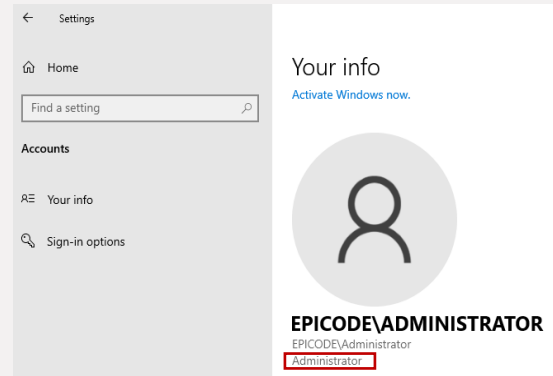 Settings
Home
Find a setting
Accounts
Your info
Sign-in options
Your info
Activate Windows now.
EPICODE\ADMINISTRATOR
EPICODE\Administrator
Administrator